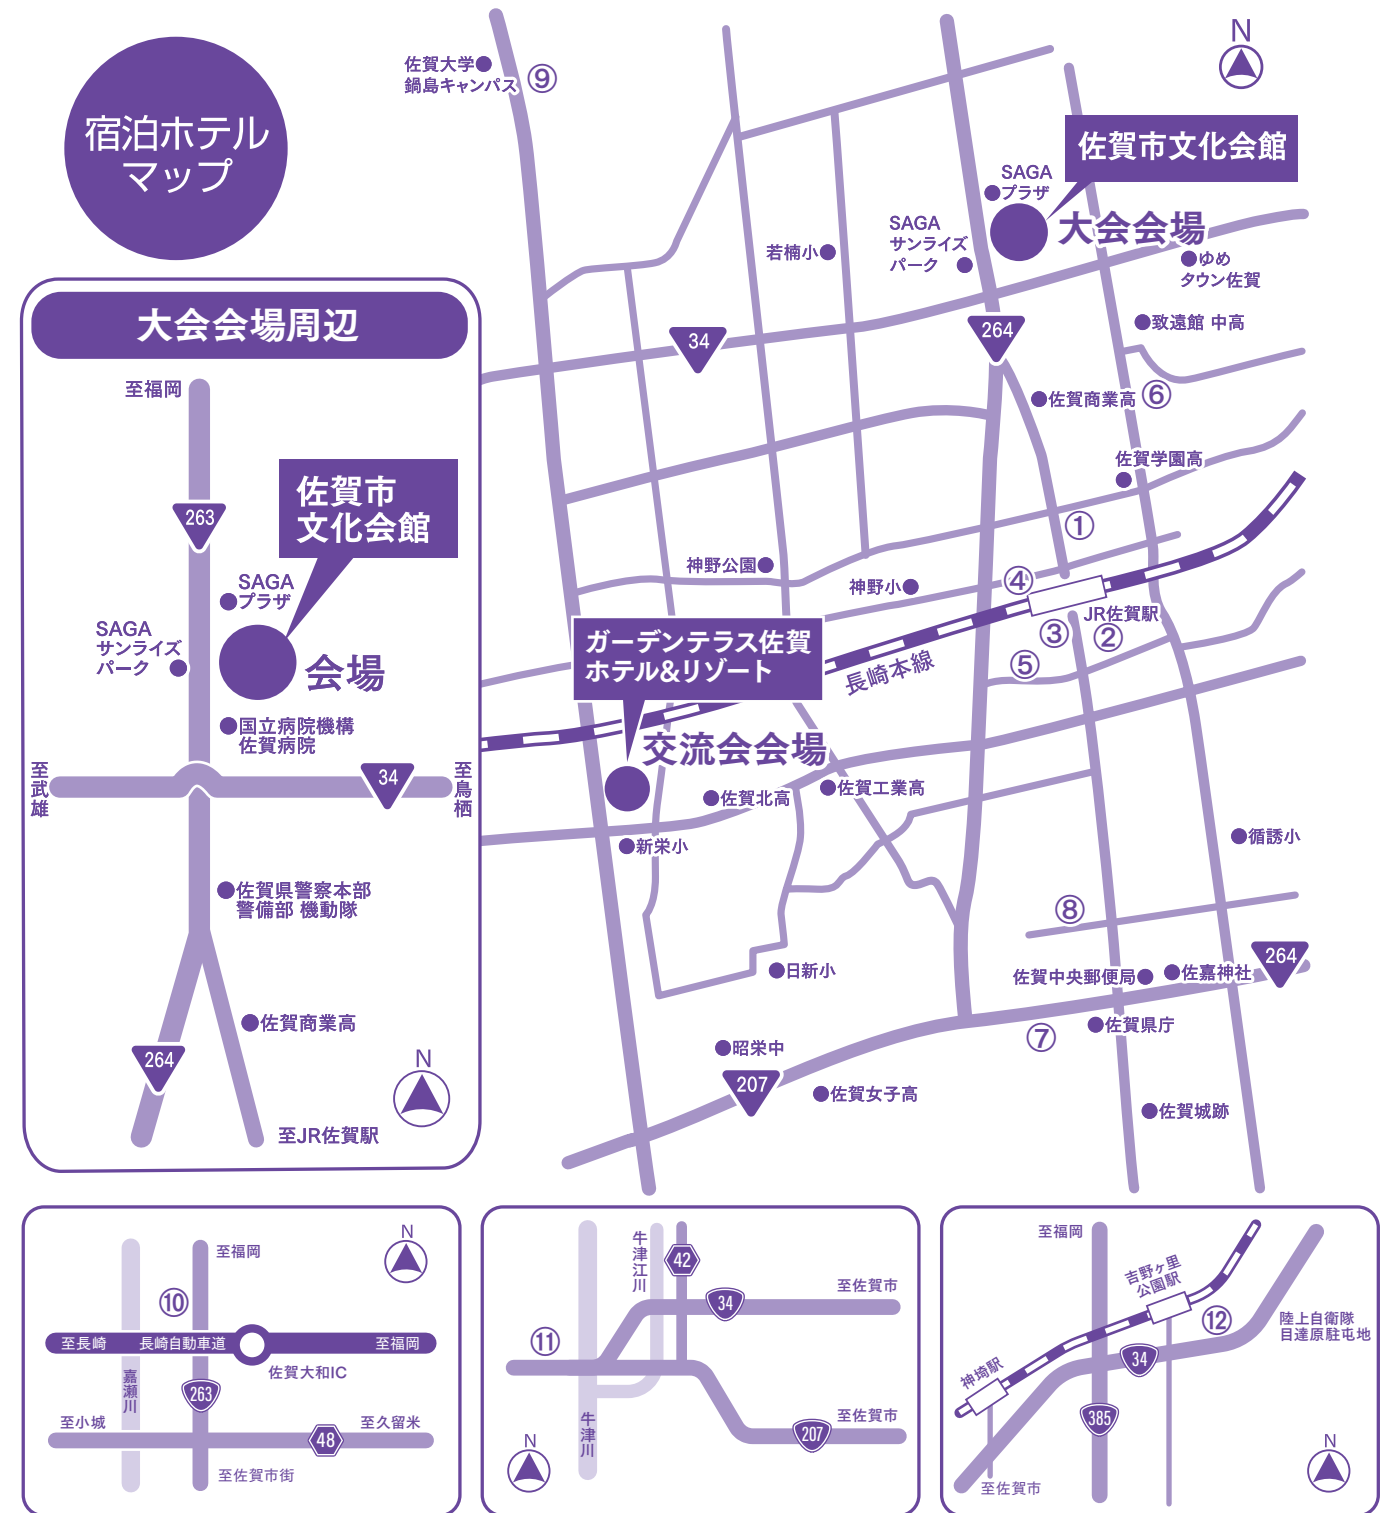 宿泊ホテル
マップ
佐賀大学
鍋島キャンパス
⑨
N
佐賀市文化会館
SAGA
プラザ
大会会場
SAGA
サンライズ
パーク
若楠小
ゆめ
タウン佐賀
致遠館 中高
34
264
佐賀商業高
⑥
佐賀学園高
①
神野公園
神野小
④
JR佐賀駅
③
②
⑤
長崎本線
ガーデンテラス佐賀
ホテル&リゾート
交流会会場
佐賀北高
佐賀工業高
新栄小
循誘小
⑧
日新小
佐賀中央郵便局
佐嘉神社
264
佐賀県庁
⑦
昭栄中
207
佐賀女子高
佐賀城跡
大会会場周辺
至福岡
263
佐賀市
文化会館
SAGA
プラザ
SAGA
サンライズ
パーク
会場
国立病院機構
佐賀病院
至武雄
34
至鳥栖
佐賀県警察本部
警備部 機動隊
佐賀商業高
264
N
至JR佐賀駅
至福岡
N
⑩
至長崎
長崎自動車道
至福岡
佐賀大和IC
嘉瀬川
263
至小城
48
至久留米
至佐賀市街
牛津江川
42
34
至佐賀市
⑪
牛津川
207
至佐賀市
N
至福岡
吉野ヶ里
公園駅
⑫
陸上自衛隊
目達原駐屯地
34
神埼駅
385
至佐賀市
N